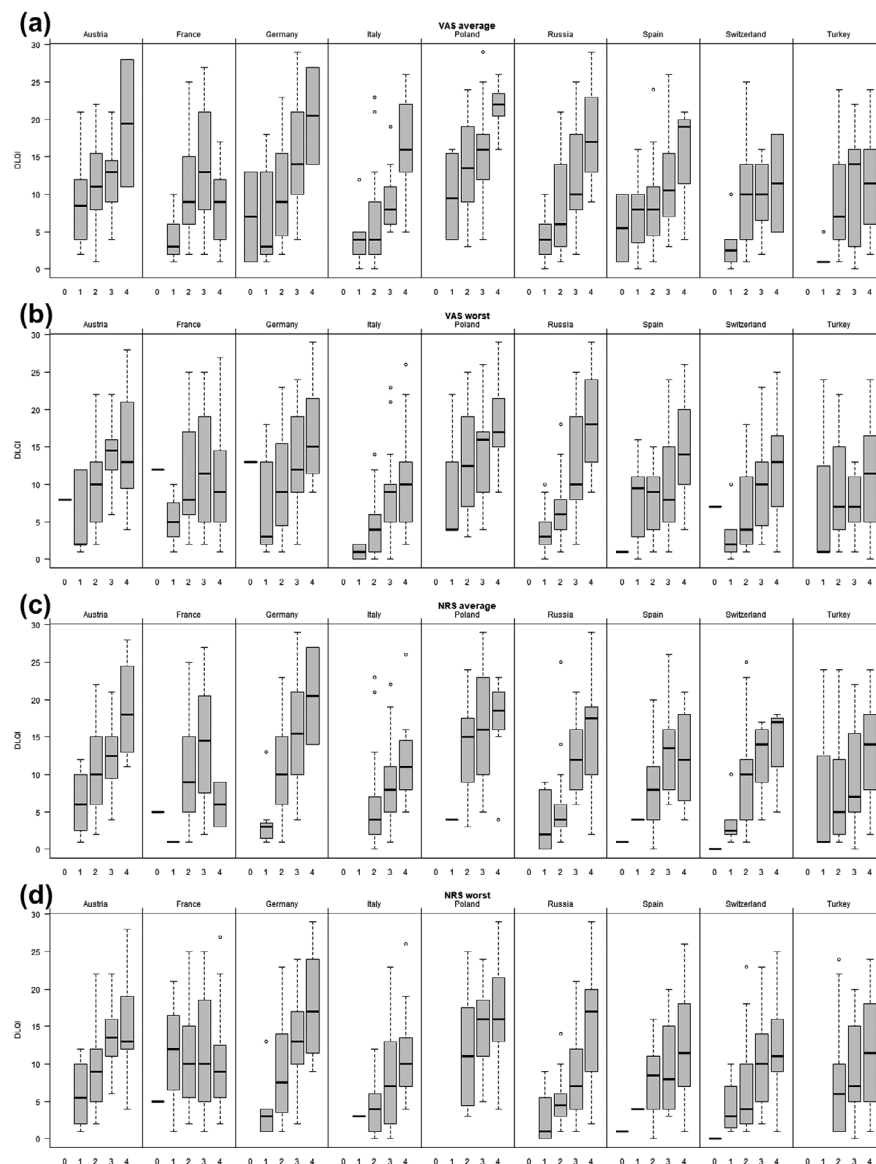 (a)
VAS average
Austria France Germany Italy Poland Russia Spain Switzerland Turkey
30
25
20
15
10
5
0
DLQI
0 1 2 3 4 0 1 2 3 4 0 1 2 3 4 0 1 2 3 4 0 1 2 3 4 0 1 2 3 4 0 1 2 3 4 0 1 2 3 4 0 1 2 3 4
(b)
VAS worst
Austria France Germany Italy Poland Russia Spain Switzerland Turkey
30
25
20
15
10
5
0
DLQI
0 1 2 3 4 0 1 2 3 4 0 1 2 3 4 0 1 2 3 4 0 1 2 3 4 0 1 2 3 4 0 1 2 3 4 0 1 2 3 4 0 1 2 3 4
(c)
NRS average
Austria France Germany Italy Poland Russia Spain Switzerland Turkey
30
25
20
15
10
5
0
DLQI
0 1 2 3 4 0 1 2 3 4 0 1 2 3 4 0 1 2 3 4 0 1 2 3 4 0 1 2 3 4 0 1 2 3 4 0 1 2 3 4 0 1 2 3 4
(d)
NRS worst
Austria France Germany Italy Poland Russia Spain Switzerland Turkey
30
25
20
15
10
5
0
DLQI
0 1 2 3 4 0 1 2 3 4 0 1 2 3 4 0 1 2 3 4 0 1 2 3 4 0 1 2 3 4 0 1 2 3 4 0 1 2 3 4 0 1 2 3 4